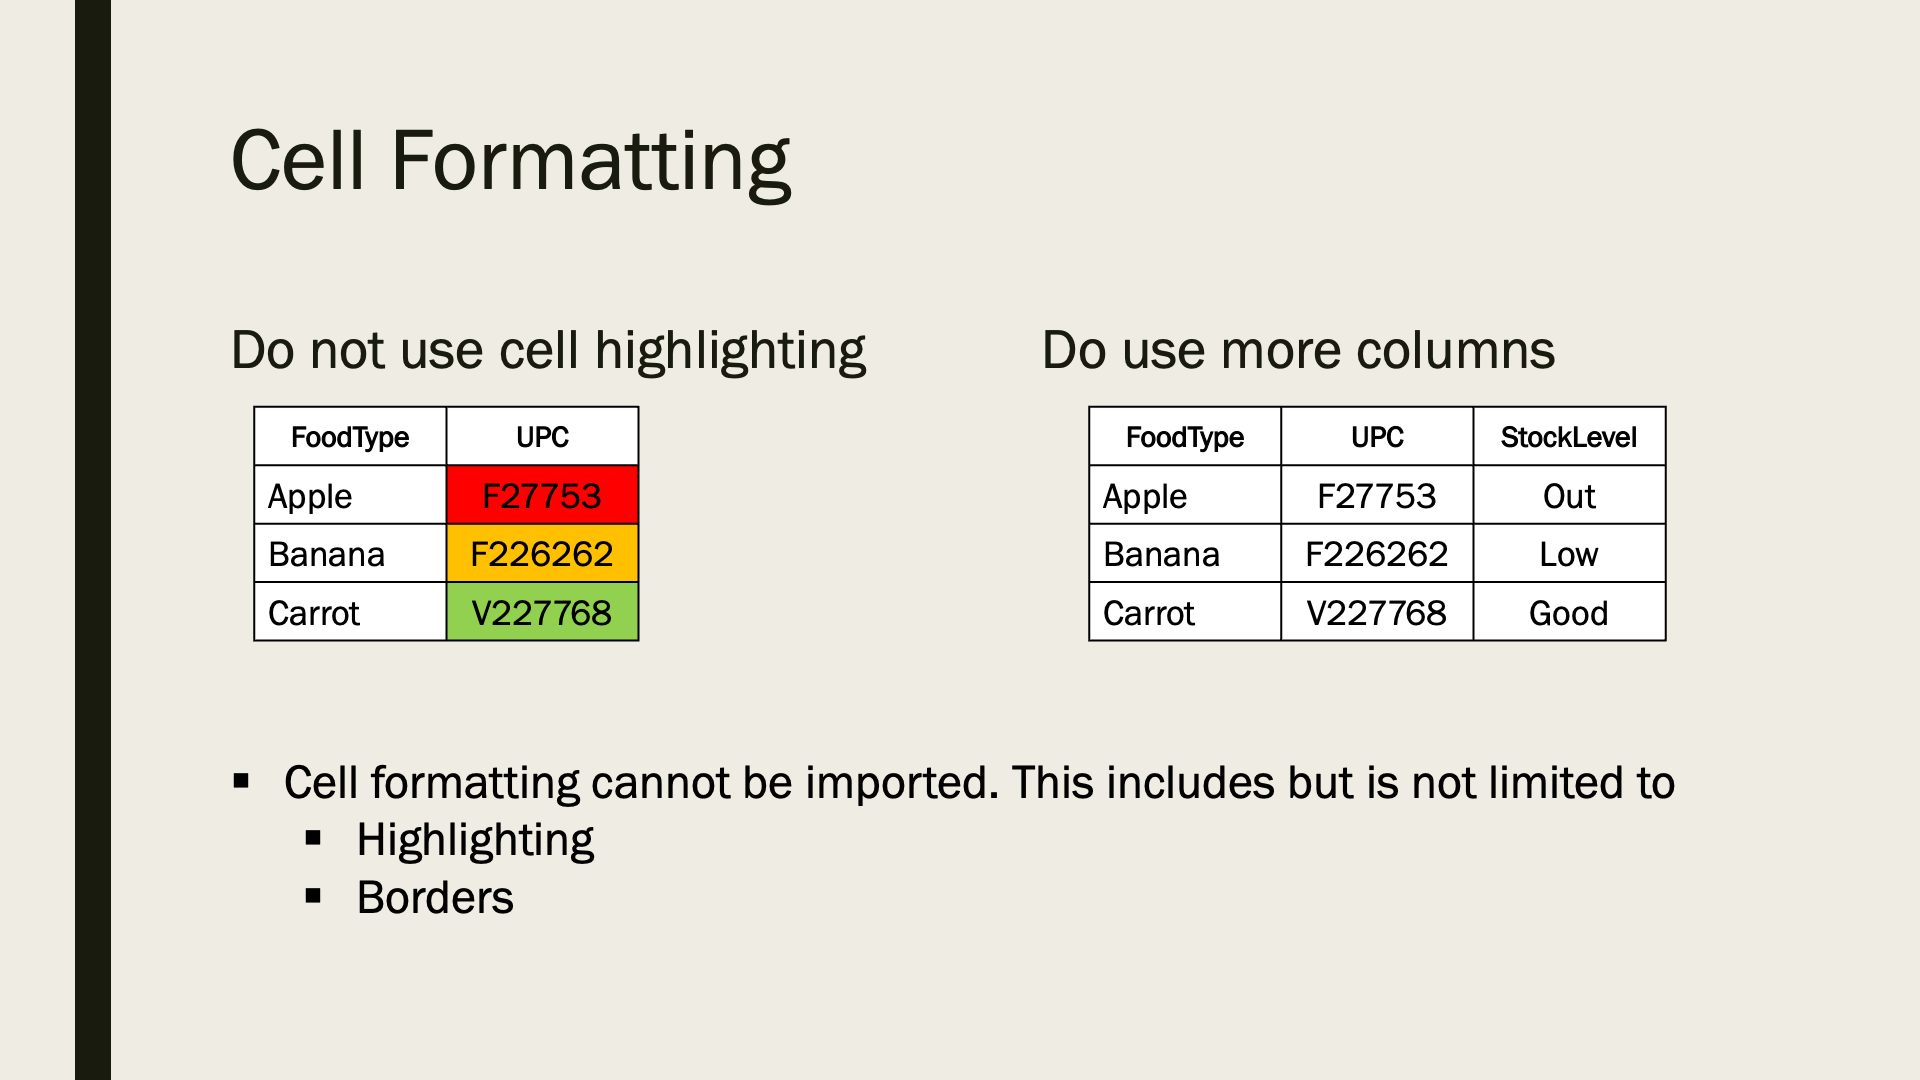 Cell Formatting
Do not use cell highlighting
FoodType UPC
Apple F27753
Banana F226262
Carrot V227768
Do use more columns
FoodType UPC StockLevel
Apple F27753 Out
Banana F226262 Low
Carrot V227768 Good
▪ Cell formatting cannot be imported. This includes but is not limited to
▪ Highlighting
▪ Borders